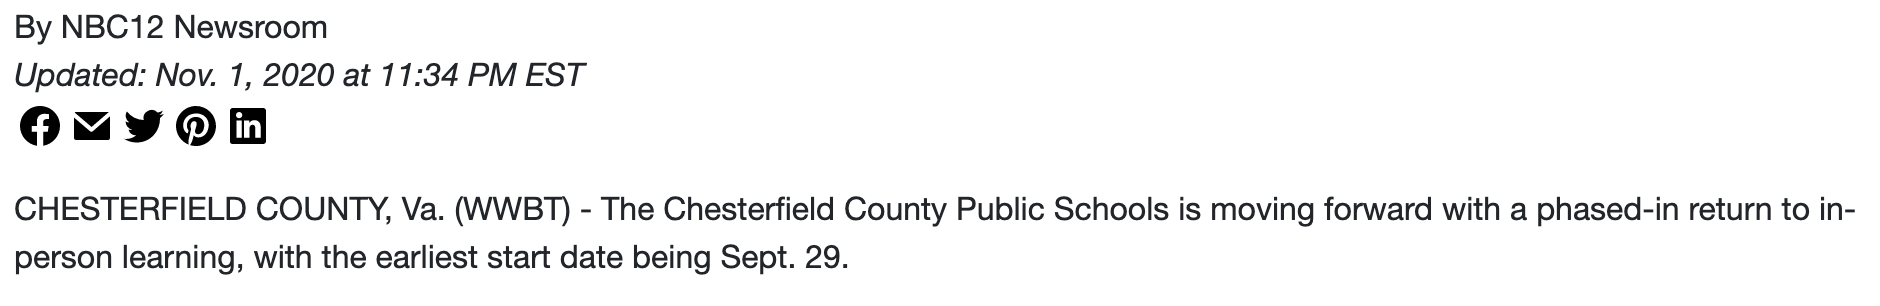 By NBC12 Newsroom
Updated: Nov. 1, 2020 at 11:34 PM EST
CHESTERFIELD COUNTY, Va. (WWBT) - The Chesterfield County Public Schools is moving forward with a phased-in return to in-
person learning, with the earliest start date being Sept. 29.